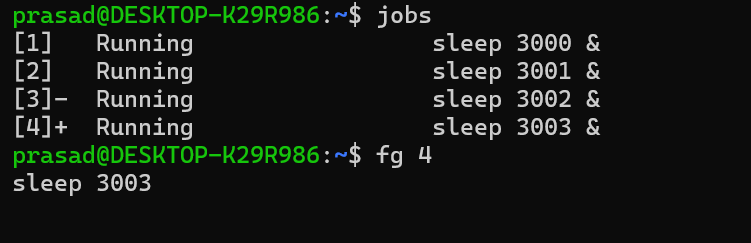 prasad@DESKTOP-K29R986:~$ jobs
[1]   Running                 sleep 3000 &
[2]   Running                 sleep 3001 &
[3]-  Running                 sleep 3002 &
[4]+  Running                 sleep 3003 &
prasad@DESKTOP-K29R986:~$ fg 4
sleep 3003